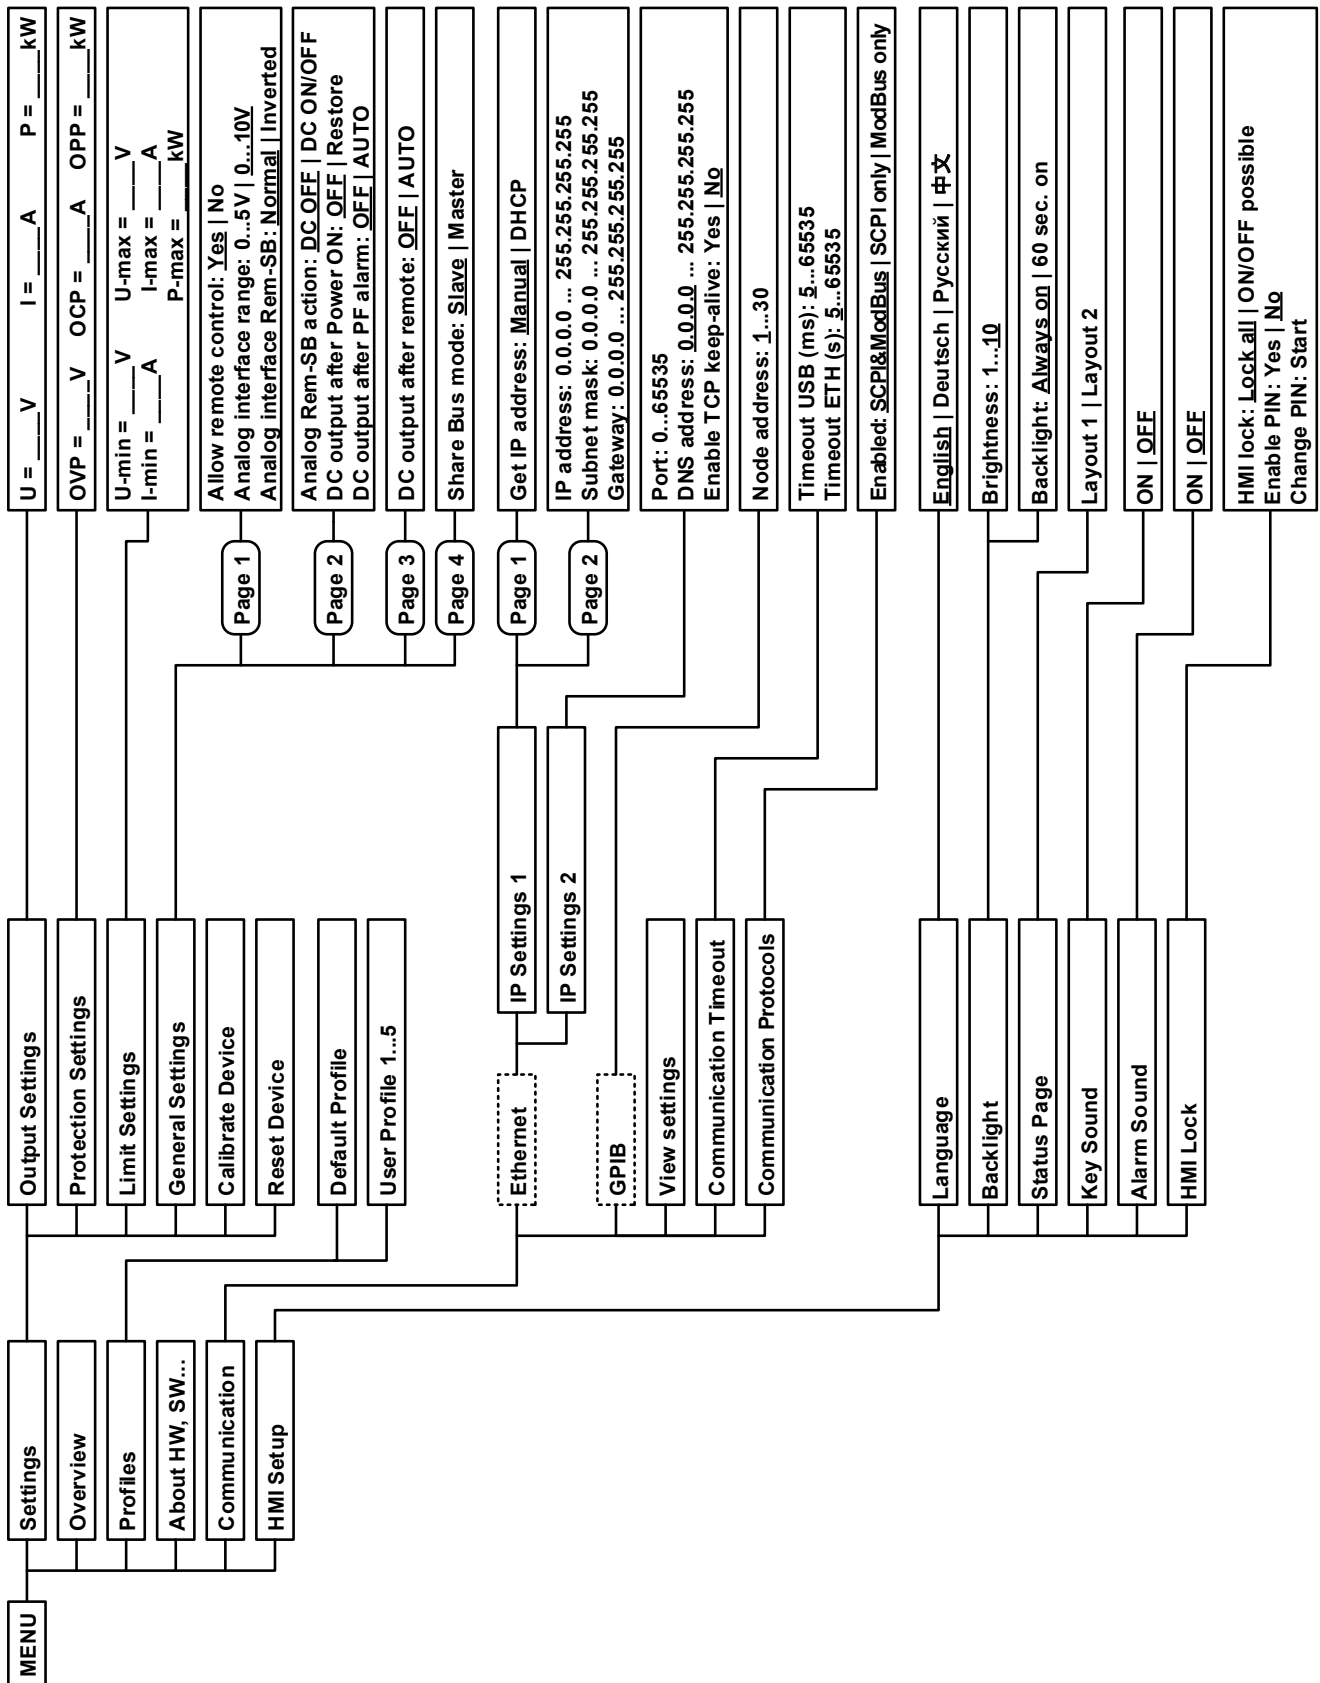 MENU
Settings
Overview
Profiles
About HW, SW...
Communication
HMI Setup
Output Settings
Protection Settings
Limit Settings
General Settings
Calibrate Device
Reset Device
Default Profile
User Profile 1...5
Ethernet
GPIB
View settings
Communication Timeout
Communication Protocols
IP Settings 1
IP Settings 2
Language
Backlight
Status Page
Key Sound
Alarm Sound
HMI Lock
Page 1
Page 2
Page 3
Page 4
Page 1
Page 2
U = ___V I = ___A P = ___kW
OVP = ___V OCP = ___A OPP = ___kW
U-min = ___V U-max = ___V
I-min = ___A I-max = ___A
P-max = ___kW
Allow remote control: Yes | No
Analog interface range: 0...5V | 0...10V
Analog interface Rem-SB: Normal | Inverted
Analog Rem-SB action: DC OFF | DC ON/OFF
DC output after Power ON: OFF | Restore
DC output after PF alarm: OFF | AUTO
DC output after remote: OFF | AUTO
Share Bus mode: Slave | Master
Get IP address: Manual | DHCP
IP address: 0.0.0.0 ... 255.255.255.255
Subnet mask: 0.0.0.0 ... 255.255.255.255
Gateway: 0.0.0.0 ... 255.255.255.255
Port: 0...65535
DNS address: 0.0.0.0 ... 255.255.255.255
Enable TCP keep-alive: Yes | No
Node address: 1...30
Timeout USB (ms): 5...65535
Timeout ETH (s): 5...65535
Enabled: SCPI&ModBus | SCPI only | ModBus only
English | Deutsch | Русский | 中文
Brightness: 1...10
Backlight: Always on | 60 sec. on
Layout 1 | Layout 2
ON | OFF
ON | OFF
HMI lock: Lock all | ON/OFF possible
Enable PIN: Yes | No
Change PIN: Start